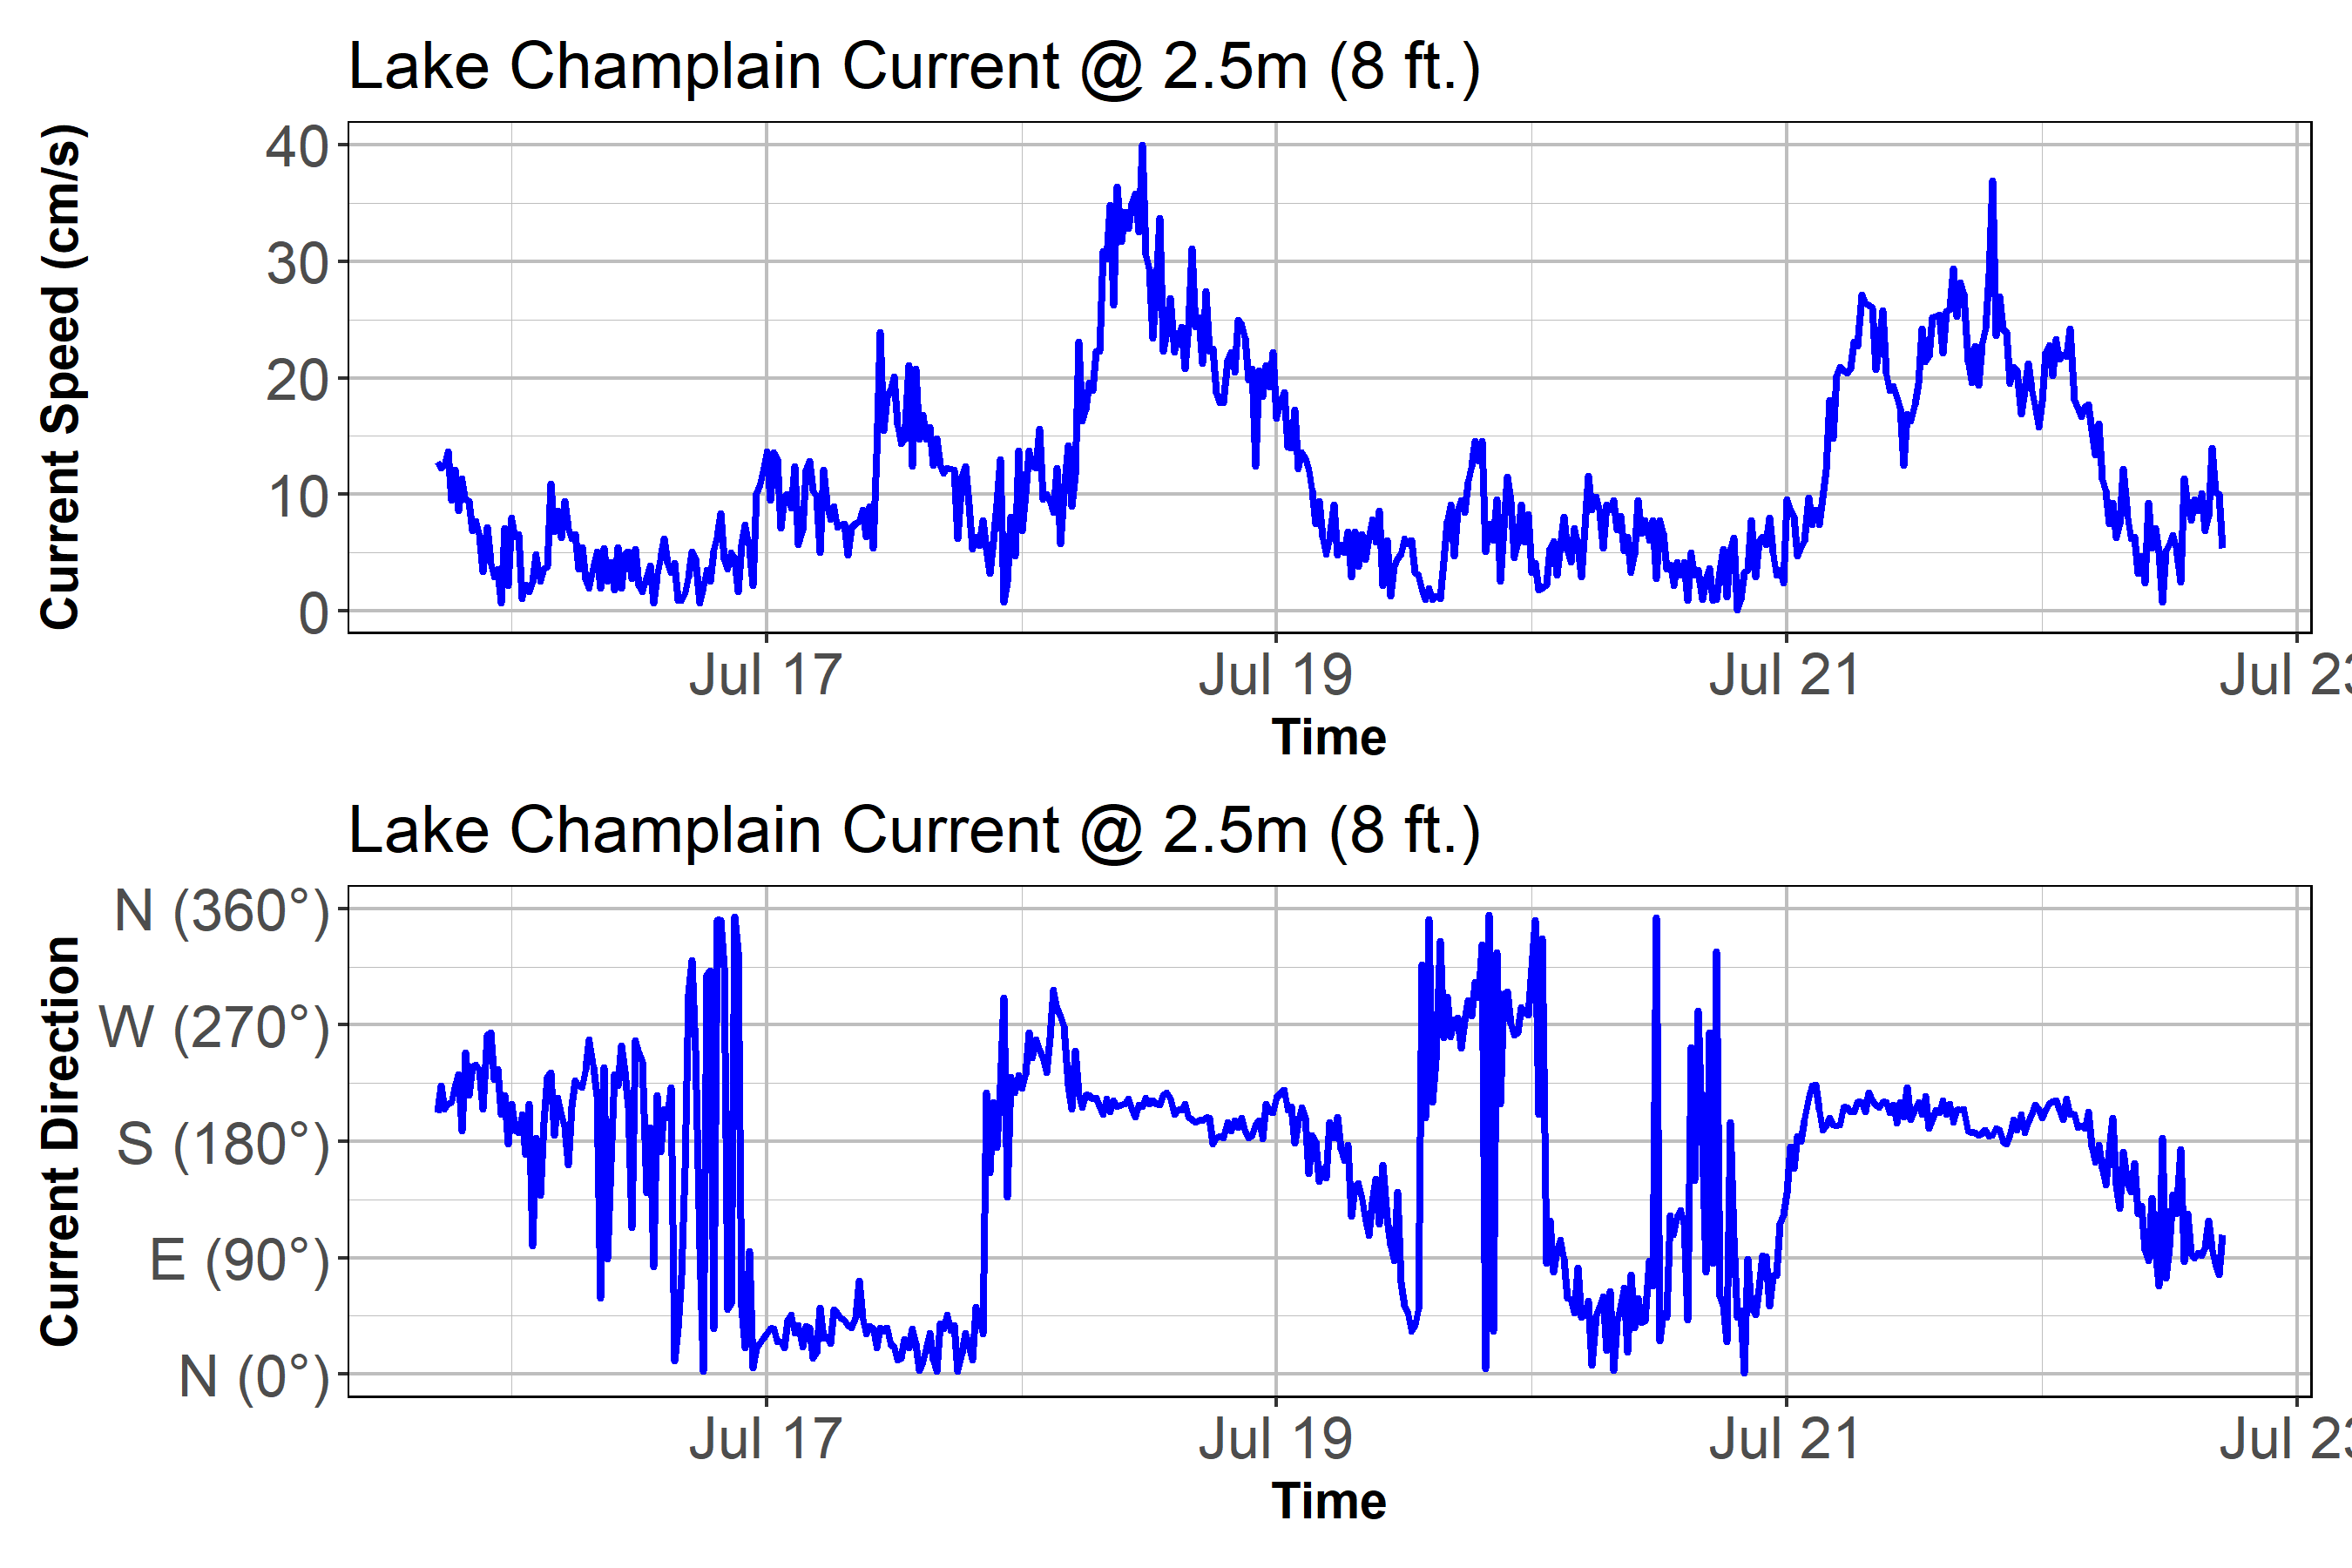 Lake Champlain Current @ 2.5m (8 ft.)
Current Speed (cm/s)
40
30
20
10
0
Jul 17 Jul 19 Jul 21 Jul 23
Time
Lake Champlain Current @ 2.5m (8 ft.)
Current Direction
N (360°)
W (270°)
S (180°)
E (90°)
N (0°)
Jul 17 Jul 19 Jul 21 Jul 23
Time